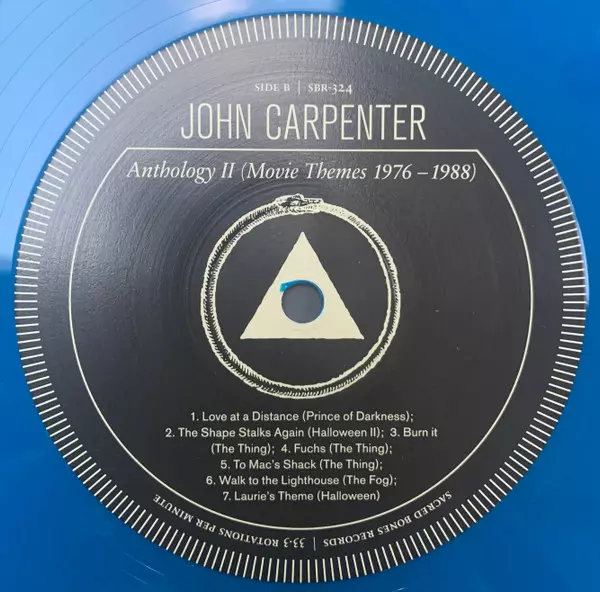 SIDE B | SBR-324
JOHN CARPENTER
Anthology II (Movie Themes 1976 – 1988)
1. Love at a Distance (Prince of Darkness);
2. The Shape Stalks Again (Halloween II); 3. Burn it
(The Thing); 4. Fuchs (The Thing);
5. To Mac's Shack (The Thing);
6. Walk to the Lighthouse (The Fog);
7. Laurie's Theme (Halloween)
SACRED BONES RECORDS | 33.3 ROTATIONS PER MINUTE